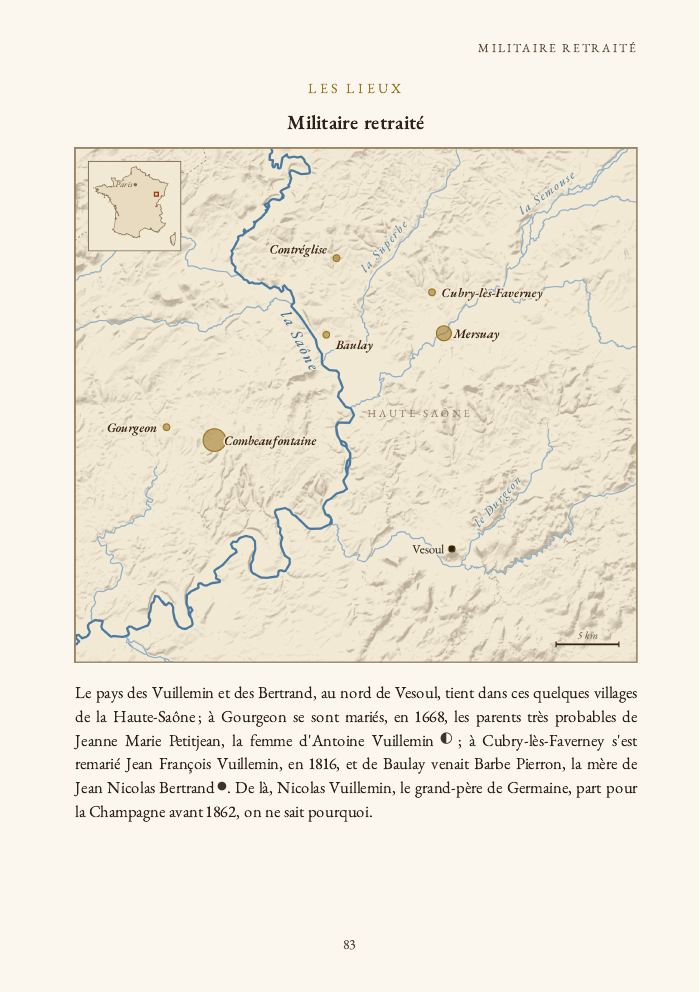 MILITAIRE RETRAITÉ
LES LIEUX
Militaire retraité
Paris
la Semouse
la Superbe
Contréglise
Cubry-lès-Faverney
la Saône
Mersuay
Baulay
HAUTE-SAÔNE
Gourgeon
Combeaufontaine
le Durgeon
Vesoul
5 km
Le pays des Vuillemin et des Bertrand, au nord de Vesoul, tient dans ces quelques villages
de la Haute-Saône ; à Gourgeon se sont mariés, en 1668, les parents très probables de
Jeanne Marie Petitjean, la femme d'Antoine Vuillemin ◐ ; à Cubry-lès-Faverney s'est
remarié Jean François Vuillemin, en 1816, et de Baulay venait Barbe Pierron, la mère de
Jean Nicolas Bertrand ●. De là, Nicolas Vuillemin, le grand-père de Germaine, part pour
la Champagne avant 1862, on ne sait pourquoi.
83